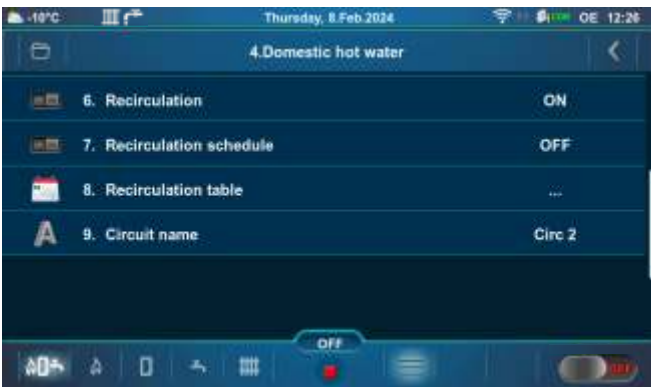 -10°C Thursday, 8.Feb.2024 OE 12:26
4.Domestic hot water
6. Recirculation ON
7. Recirculation schedule OFF
8. Recirculation table ...
9. Circuit name Circ 2
OFF
OFF